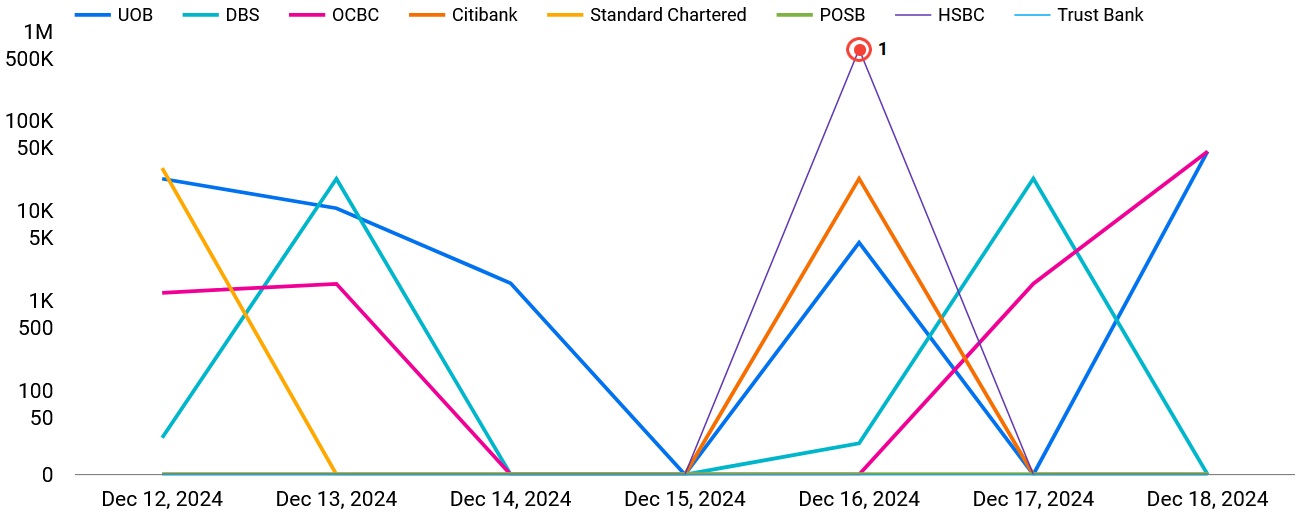 UOB DBS OCBC Citibank Standard Chartered POSB HSBC Trust Bank
1M
500K
1
100K
50K
10K
5K
1K
500
100
50
0
Dec 12, 2024 Dec 13, 2024 Dec 14, 2024 Dec 15, 2024 Dec 16, 2024 Dec 17, 2024 Dec 18, 2024